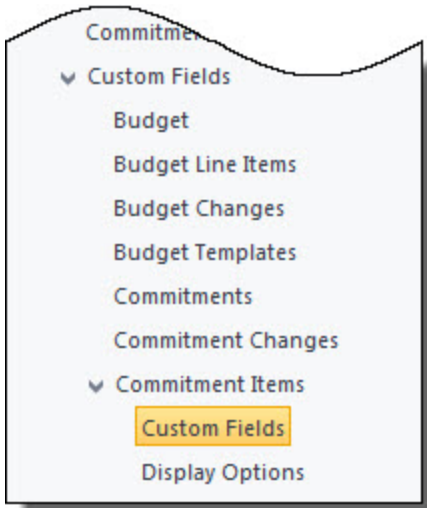 Custom Fields
Budget
Budget Line Items
Budget Changes
Budget Templates
Commitments
Commitment Changes
Commitment Items
Custom Fields
Display Options